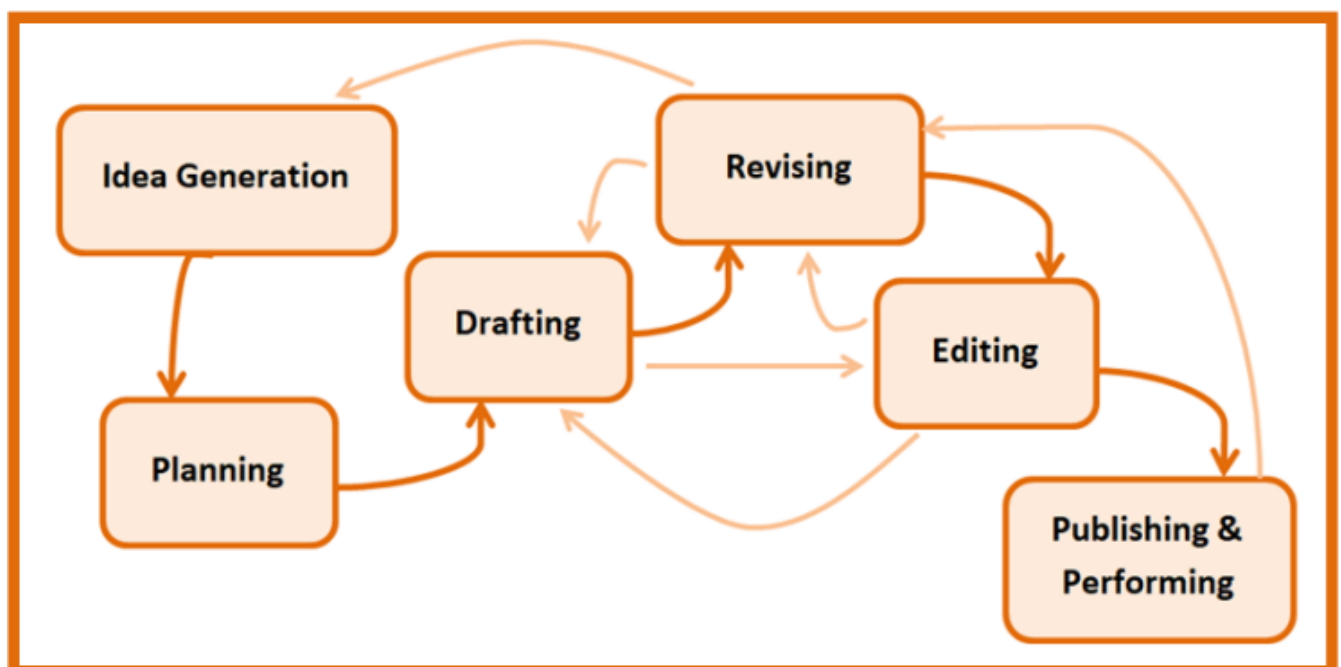 Idea Generation
Revising
Drafting
Editing
Planning
Publishing &
Performing